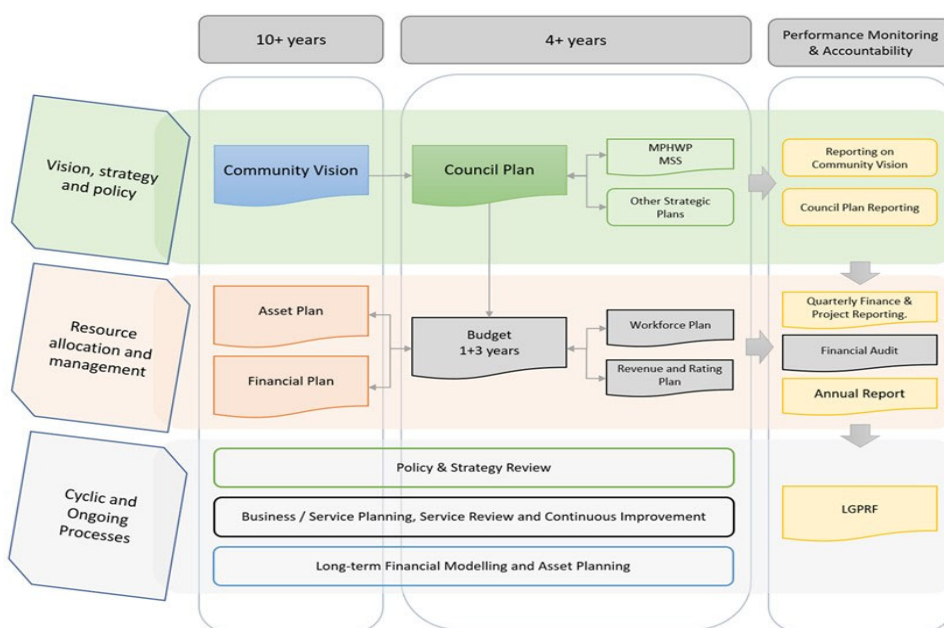 10+ years
4+ years
Performance Monitoring
& Accountability
Vision, strategy
and policy
Community Vision
Council Plan
MPHWP
MSS
Other Strategic
Plans
Reporting on
Community Vision
Council Plan Reporting
Resource
allocation and
management
Asset Plan
Financial Plan
Budget
1+3 years
Workforce Plan
Revenue and Rating
Plan
Quarterly Finance &
Project Reporting.
Financial Audit
Annual Report
Cyclic and
Ongoing
Processes
Policy & Strategy Review
Business / Service Planning, Service Review and Continuous Improvement
Long-term Financial Modelling and Asset Planning
LGPRF